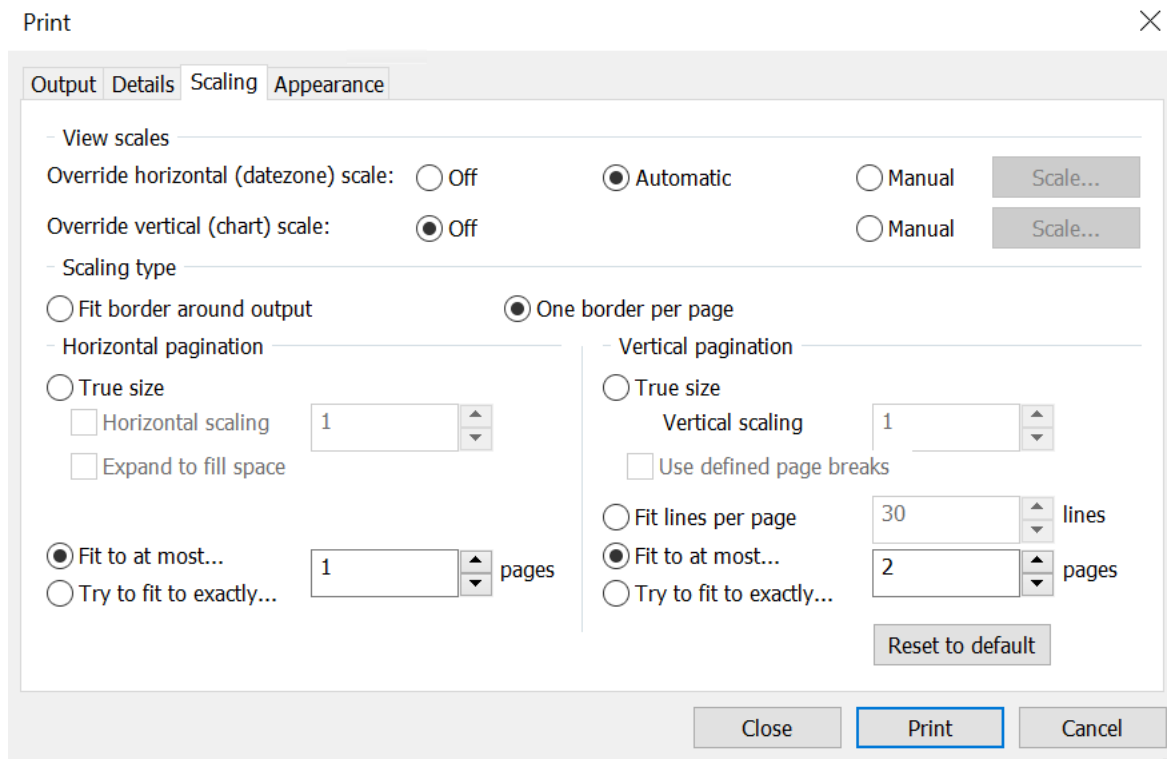 Print
Output Details Scaling Appearance
View scales
Override horizontal (datezone) scale: Off Automatic Manual Scale...
Override vertical (chart) scale: Off Manual Scale...
Scaling type
Fit border around output One border per page
Horizontal pagination Vertical pagination
True size True size
Horizontal scaling 1 Vertical scaling 1
Expand to fill space Use defined page breaks
Fit lines per page 30 lines
Fit to at most... 1 pages Fit to at most... 2 pages
Try to fit to exactly... Try to fit to exactly...
Reset to default
Close Print Cancel